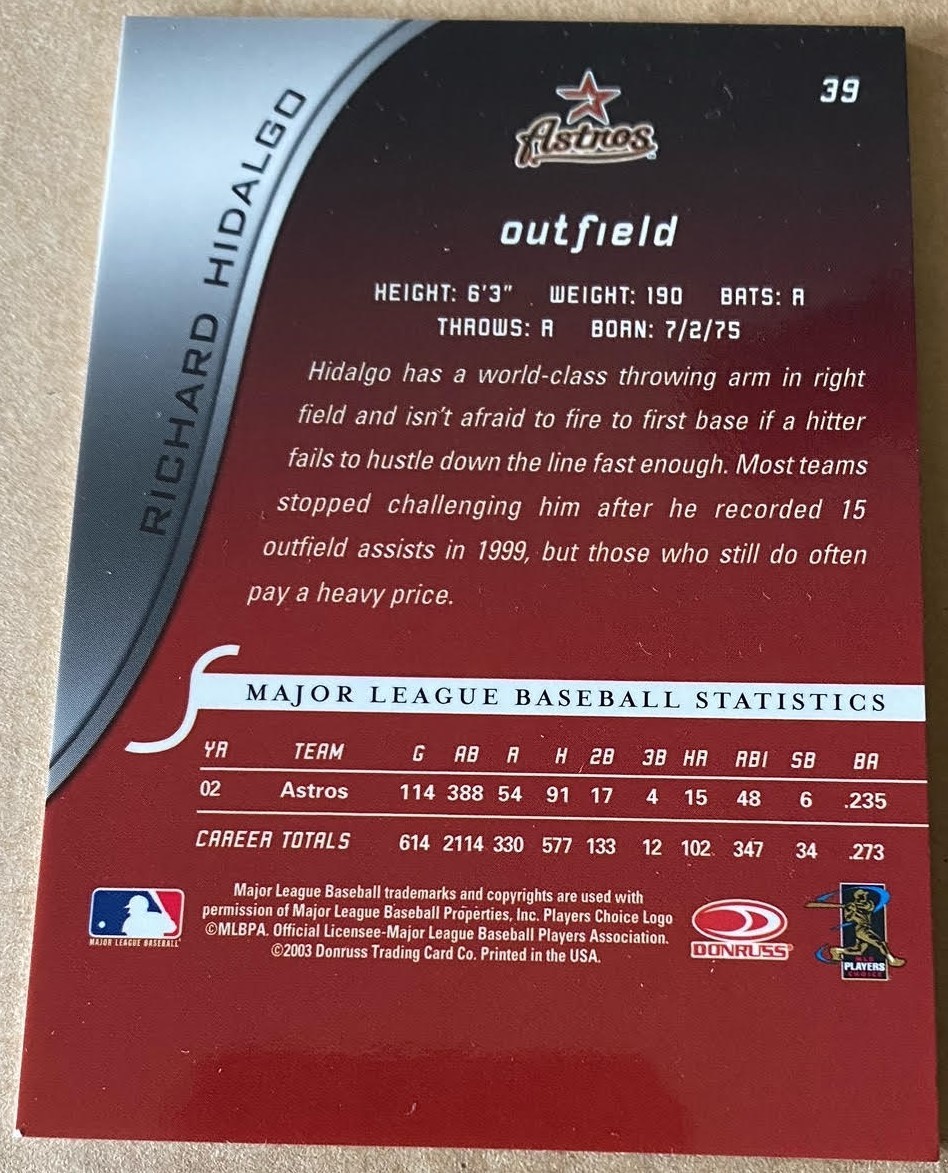 39
Astros
RICHARD HIDALGO
outfield
HEIGHT: 6'3" WEIGHT: 190 BATS: R
THROWS: R BORN: 7/2/75
Hidalgo has a world-class throwing arm in right
field and isn't afraid to fire to first base if a hitter
fails to hustle down the line fast enough. Most teams
stopped challenging him after he recorded 15
outfield assists in 1999, but those who still do often
pay a heavy price.
MAJOR LEAGUE BASEBALL STATISTICS
YR TEAM G AB R H 2B 3B HR RBI SB BA
02 Astros 114 388 54 91 17 4 15 48 6 .235
CAREER TOTALS 614 2114 330 577 133 12 102 347 34 .273
Major League Baseball trademarks and copyrights are used with
permission of Major League Baseball Properties, Inc. Players Choice Logo
©MLBPA. Official Licensee-Major League Baseball Players Association.
©2003 Donruss Trading Card Co. Printed in the USA.
MAJOR LEAGUE BASEBALL
DONRUSS
PLAYERS
CHOICE